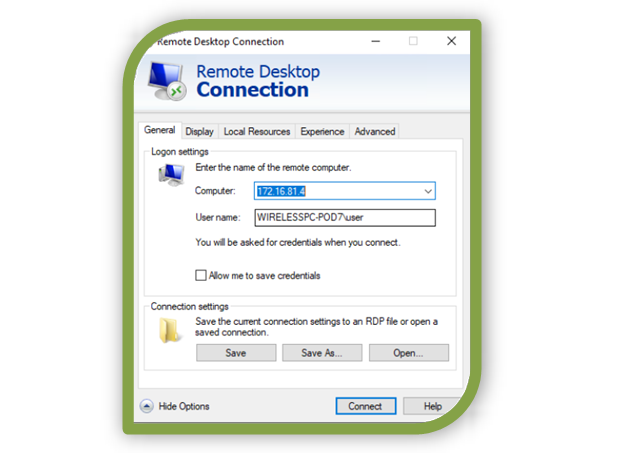 Remote Desktop Connection
Remote Desktop
Connection
General Display Local Resources Experience Advanced
Logon settings
Enter the name of the remote computer.
Computer: 172.16.81.4
User name: WIRELESSPC-POD7\user
You will be asked for credentials when you connect.
Allow me to save credentials
Connection settings
Save the current connection settings to an RDP file or open a
saved connection.
Save Save As... Open...
Hide Options Connect Help